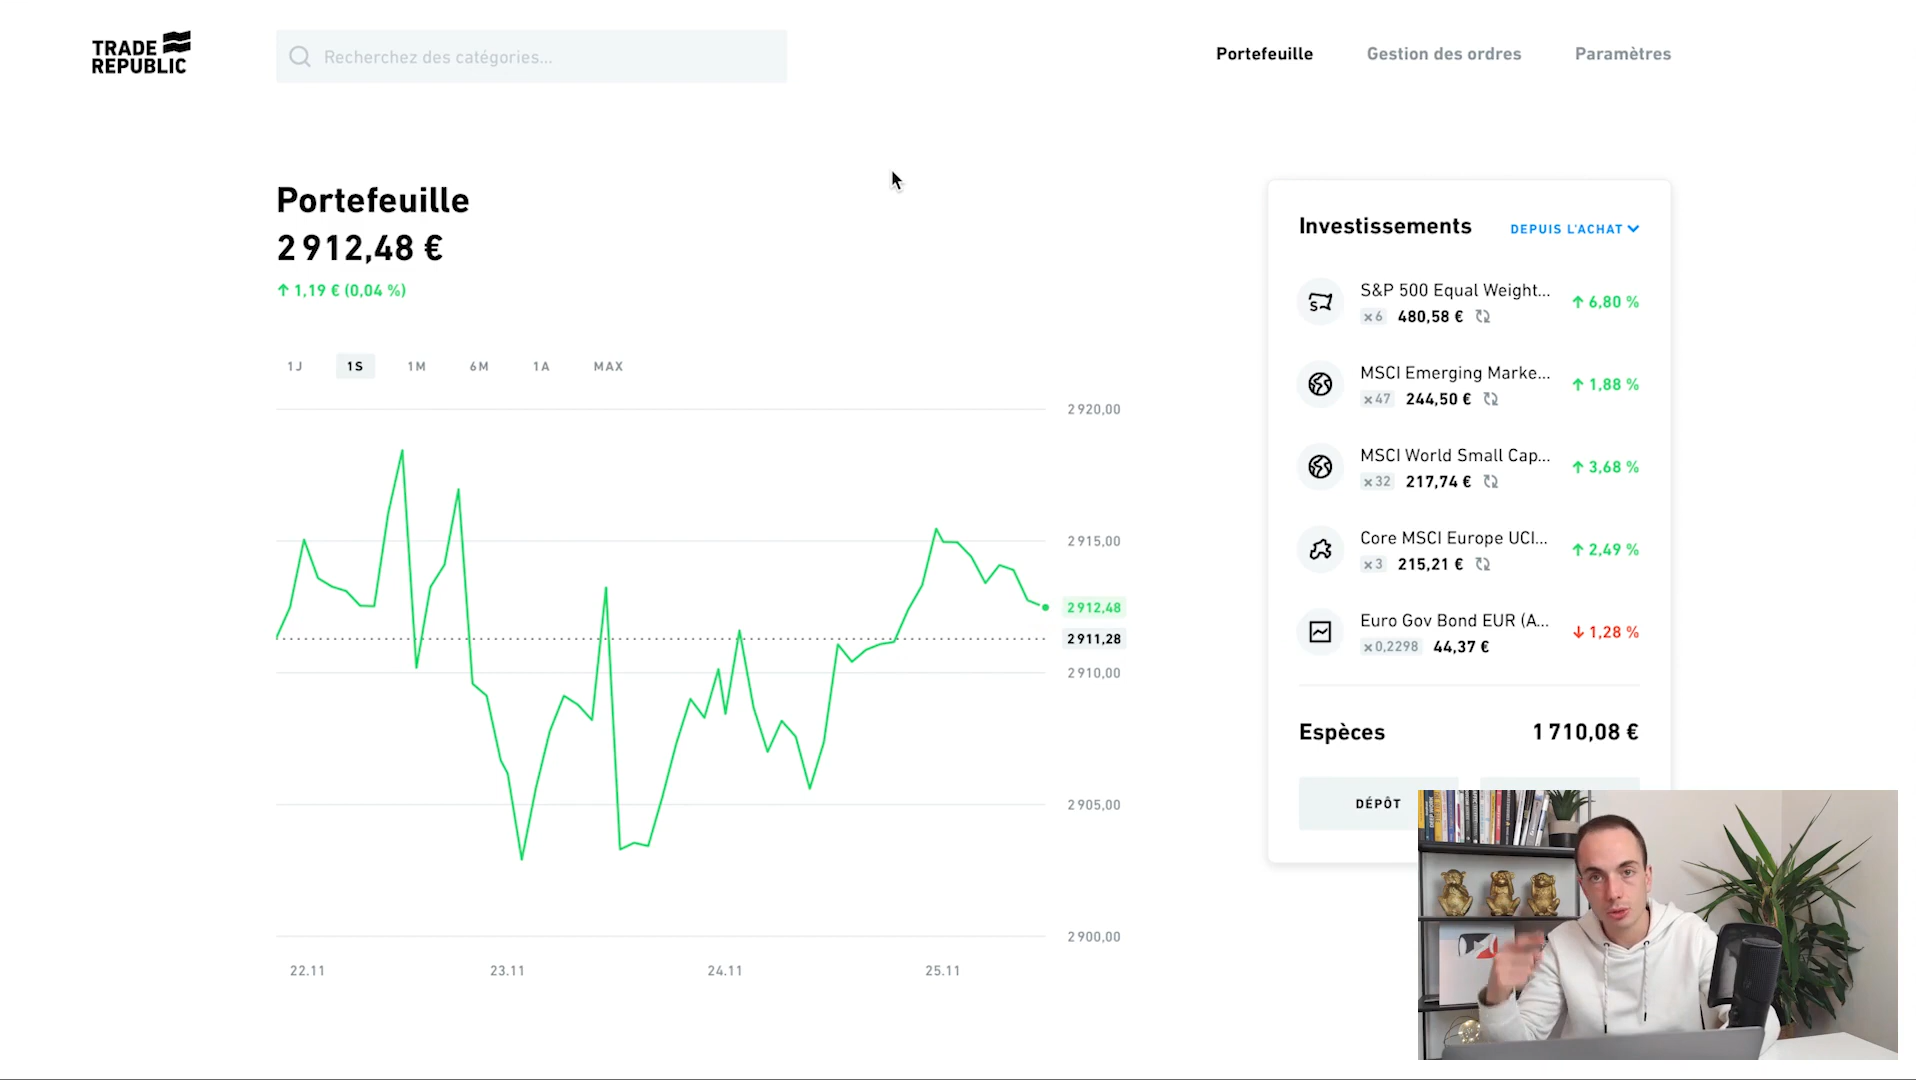 TRADE
REPUBLIC
Recherchez des catégories...
Portefeuille
Gestion des ordres
Paramètres
Portefeuille
2 912,48 €
1,19 € (0,04 %)
1J
1S
1M
6M
1A
MAX
2 920,00
2 915,00
2 912,48
2 911,28
2 910,00
2 905,00
2 900,00
22.11
23.11
24.11
25.11
Investissements
DEPUIS L'ACHAT
S&P 500 Equal Weight...
6,80 %
×6 480,58 €
MSCI Emerging Marke...
1,88 %
×47 244,50 €
MSCI World Small Cap...
3,68 %
×32 217,74 €
Core MSCI Europe UCI...
2,49 %
×3 215,21 €
Euro Gov Bond EUR (A...
1,28 %
×0,2298 44,37 €
Espèces
1 710,08 €
DÉPÔT